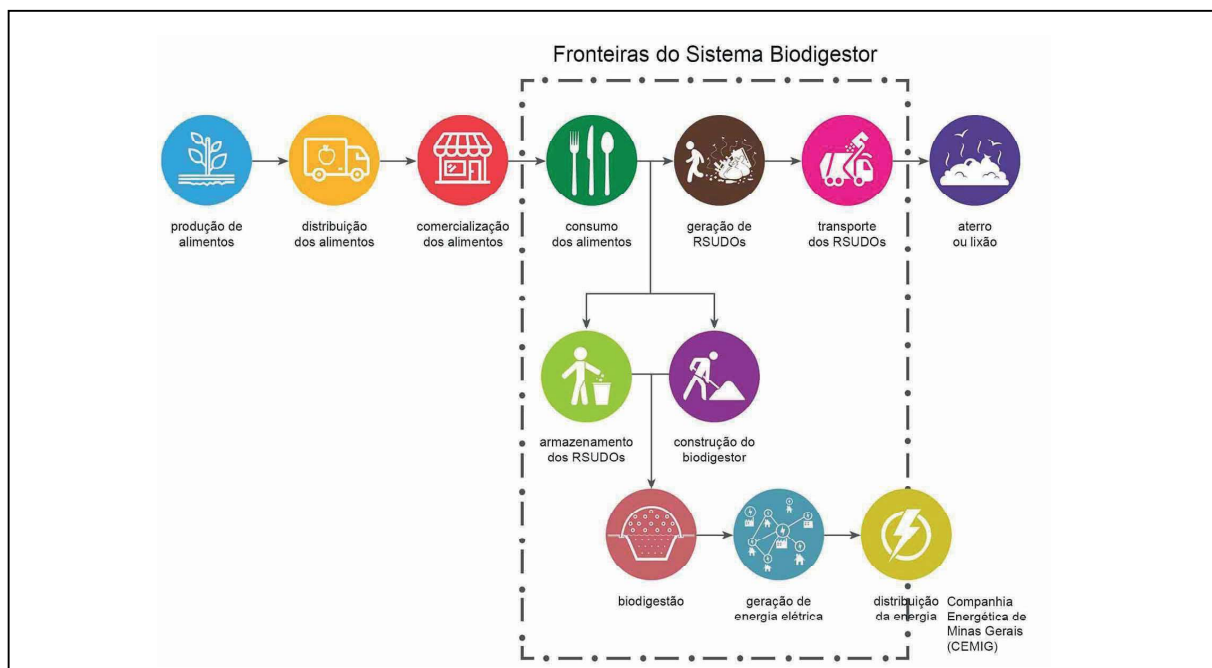 Fronteiras do Sistema Biodigestor
produção de
alimentos
distribuição
dos alimentos
comercialização
dos alimentos
consumo
dos alimentos
geração de
RSUDOs
transporte
dos RSUDOs
aterro
ou lixão
armazenamento
dos RSUDOs
construção do
biodigestor
biodigestão
geração de
energia elétrica
distribuição
da energia
Companhia
Energética de
Minas Gerais
(CEMIG)